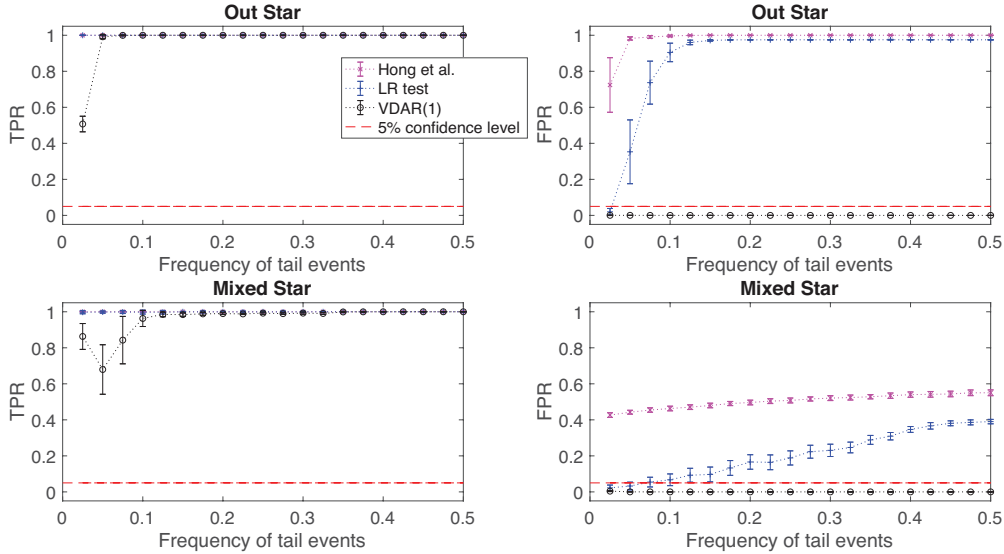 Out Star
1
0.8
0.6
0.4
0.2
0
TPR
0 0.1 0.2 0.3 0.4 0.5
Frequency of tail events
Hong et al.
LR test
VDAR(1)
5% confidence level
Out Star
1
0.8
0.6
0.4
0.2
0
FPR
0 0.1 0.2 0.3 0.4 0.5
Frequency of tail events
Mixed Star
1
0.8
0.6
0.4
0.2
0
TPR
0 0.1 0.2 0.3 0.4 0.5
Frequency of tail events
Mixed Star
1
0.8
0.6
0.4
0.2
0
FPR
0 0.1 0.2 0.3 0.4 0.5
Frequency of tail events